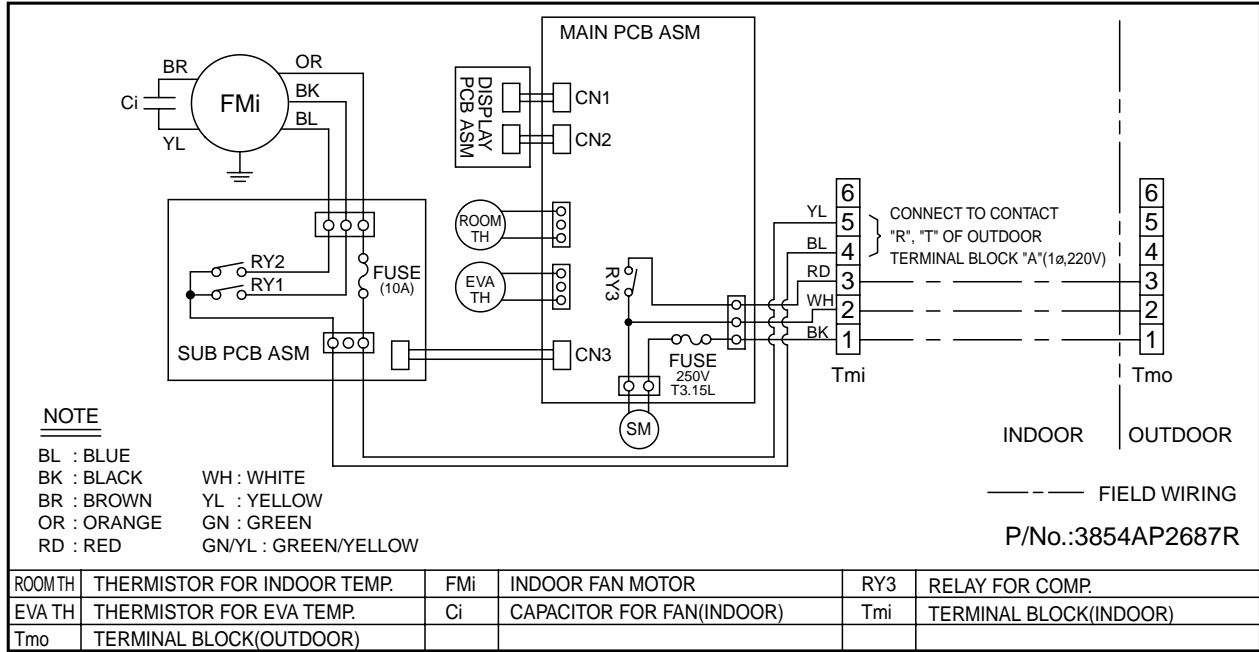 MAIN PCB ASM
OR
BR
BK
Ci
FMi
BL
YL
DISPLAY
PCB ASM
CN1
CN2
ROOM
TH
EVA
TH
RY3
RY2
RY1
FUSE
(10A)
SUB PCB ASM
CN3
FUSE
250V
T3.15L
SM
YL
BL
RD
WH
BK
6
5
4
3
2
1
Tmi
CONNECT TO CONTACT
"R", "T" OF OUTDOOR
TERMINAL BLOCK "A"(1ø,220V)
6
5
4
3
2
1
Tmo
INDOOR
OUTDOOR
FIELD WIRING
P/No.:3854AP2687R
NOTE
BL : BLUE
BK : BLACK
BR : BROWN
OR : ORANGE
RD : RED
WH : WHITE
YL : YELLOW
GN : GREEN
GN/YL : GREEN/YELLOW
ROOM TH THERMISTOR FOR INDOOR TEMP. FMi INDOOR FAN MOTOR RY3 RELAY FOR COMP.
EVA TH THERMISTOR FOR EVA TEMP. Ci CAPACITOR FOR FAN(INDOOR) Tmi TERMINAL BLOCK(INDOOR)
Tmo TERMINAL BLOCK(OUTDOOR)